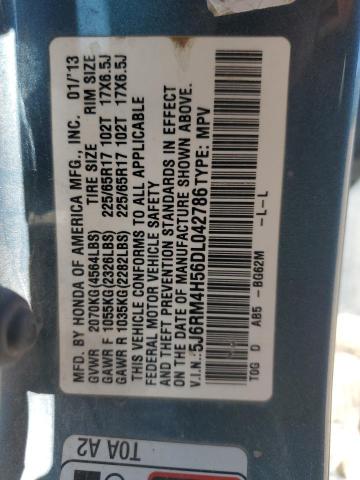 MFD. BY HONDA OF AMERICA MFG., INC. 01/'13
TIRE SIZE RIM SIZE
GVWR 2070KG(4564LBS)
GAWR F 1055KG(2326LBS) 225/65R17 102T 17X6.5J
GAWR R 1035KG(2282LBS) 225/65R17 102T 17X6.5J
THIS VEHICLE CONFORMS TO ALL APPLICABLE
FEDERAL MOTOR VEHICLE SAFETY
AND THEFT PREVENTION STANDARDS IN EFFECT
ON THE DATE OF MANUFACTURE SHOWN ABOVE.
V.I.N.:5J6RM4H56DL042786TYPE: MPV
T0G D AB5 -BG62M -L-L
T0A A2